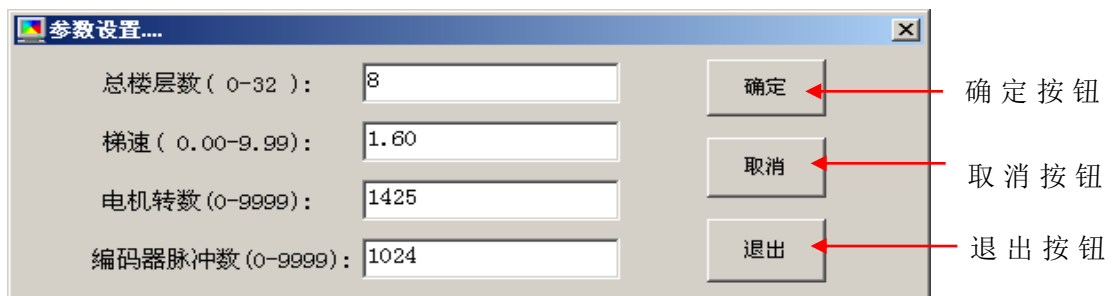 参数设置....
总楼层数( 0-32 ): 8 确定 确定按钮
梯速( 0.00-9.99): 1.60
取消 取消按钮
电机转数(0-9999): 1425
编码器脉冲数(0-9999): 1024 退出 退出按钮